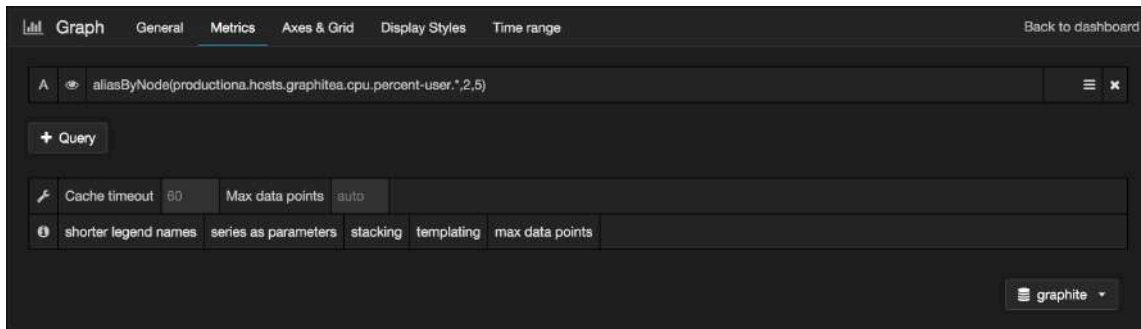 Graph General Metrics Axes & Grid Display Styles Time range Back to dashboard
A aliasByNode(productiona.hosts.graphitea.cpu.percent-user.*,2,5)
+ Query
Cache timeout 60 Max data points auto
shorter legend names series as parameters stacking templating max data points
graphite